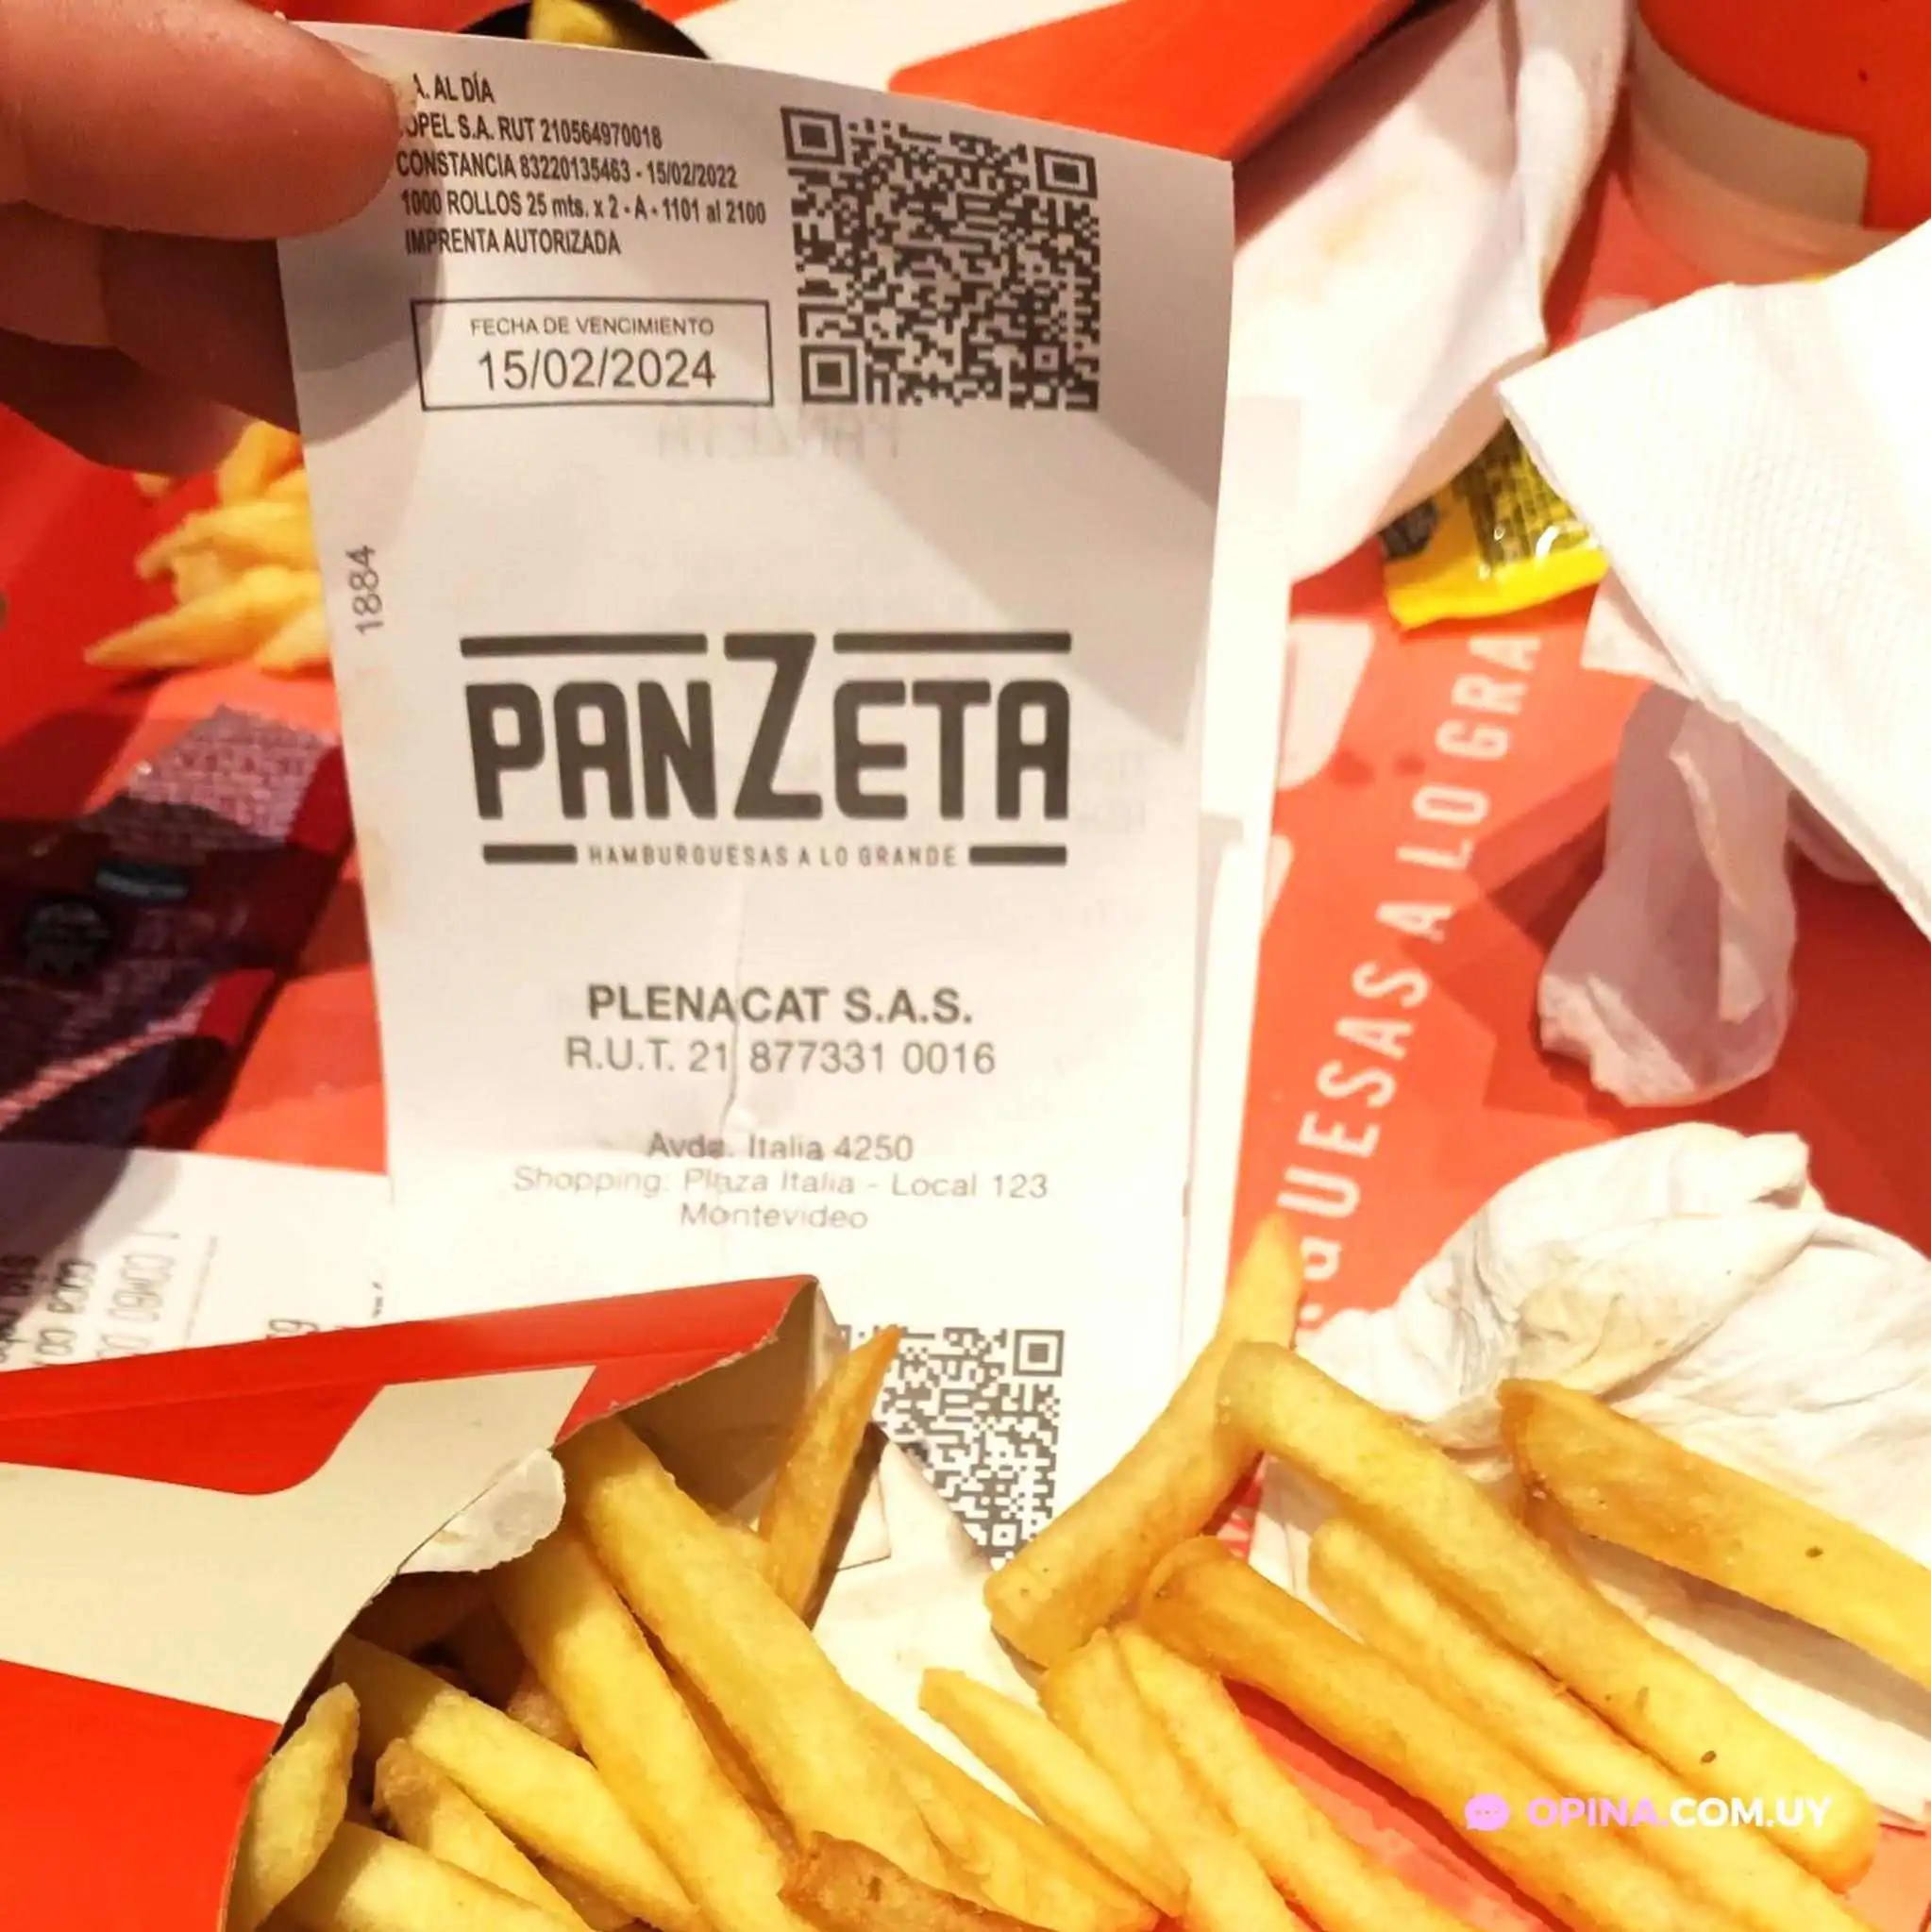 A. AL DÍA
OPEL S.A. RUT 210564970018
CONSTANCIA 83220135463 - 15/02/2022
1000 ROLLOS 25 mts. x 2 - A - 1101 al 2100
IMPRENTA AUTORIZADA
FECHA DE VENCIMIENTO
15/02/2024
1884
PANZETA
HAMBURGUESAS A LO GRANDE
PLENACAT S.A.S.
R.U.T. 21 877331 0016
Avda. Italia 4250
Shopping: Plaza Italia - Local 123
Montevideo
RGUESAS A LO GRA
OPINA.COM.UY